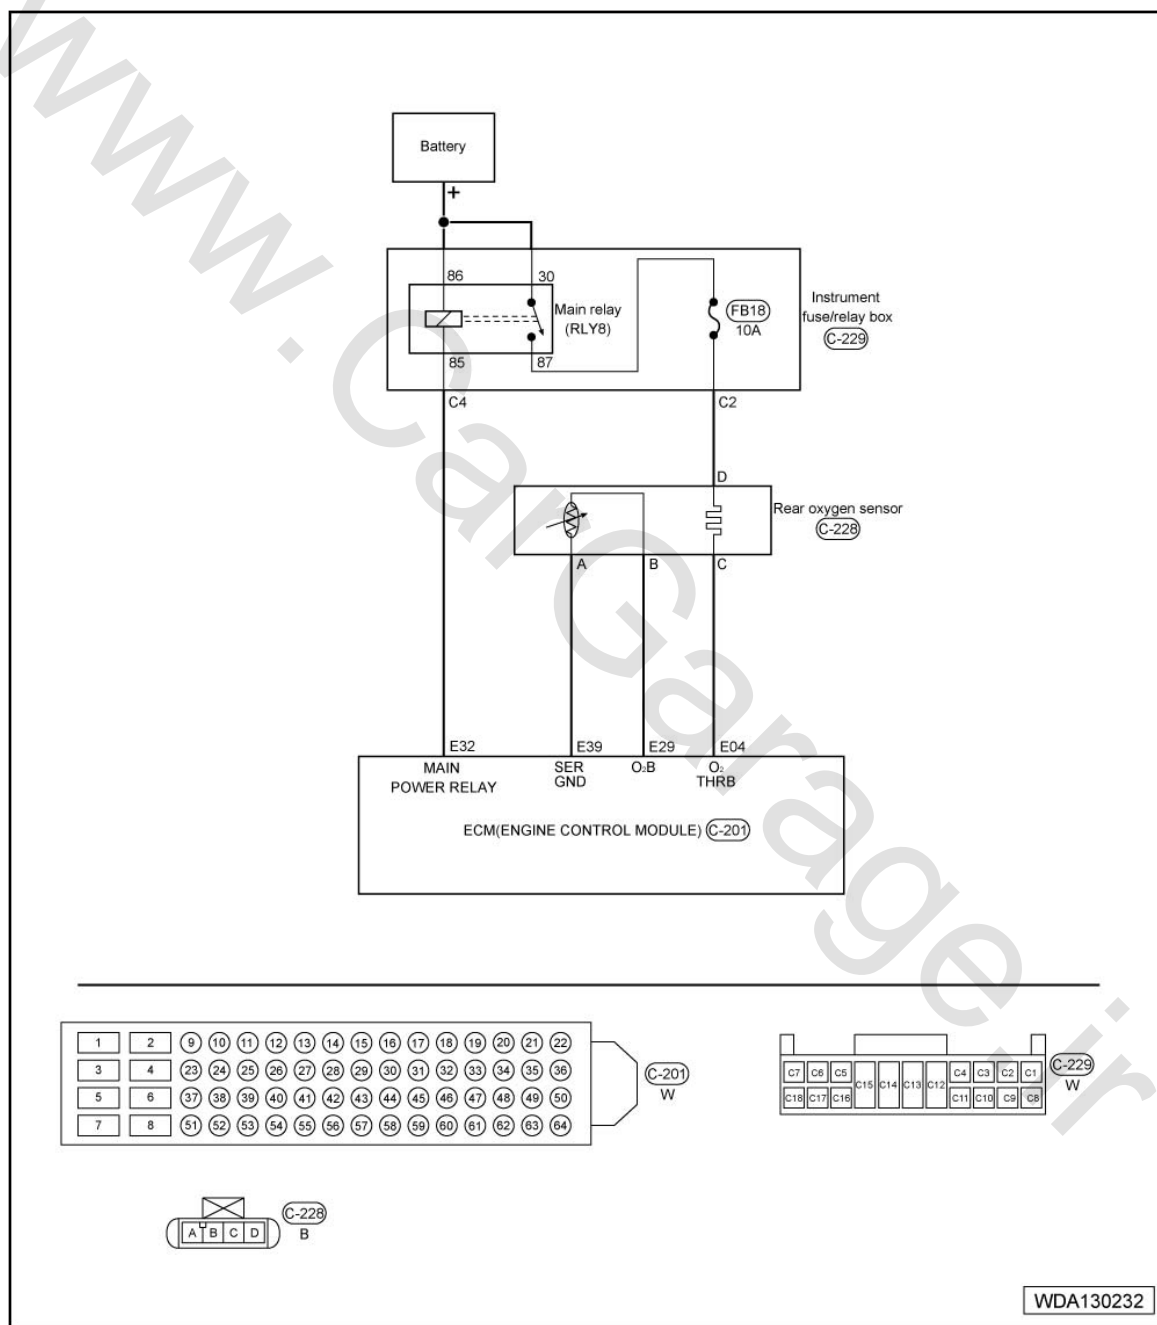 www.CarGarage.ir
Battery
+
86 30
Main relay
(RLY8)
85 87
FB18
10A
Instrument
fuse/relay box
C-229
C4 C2
D
Rear oxygen sensor
C-228
A B C
E32 E39 E29 E04
MAIN
POWER RELAY
SER
GND
O₂B
O₂
THRB
ECM(ENGINE CONTROL MODULE) C-201
1 2 9 10 11 12 13 14 15 16 17 18 19 20 21 22
3 4 23 24 25 26 27 28 29 30 31 32 33 34 35 36
5 6 37 38 39 40 41 42 43 44 45 46 47 48 49 50
7 8 51 52 53 54 55 56 57 58 59 60 61 62 63 64
C-201
W
C7 C6 C5 C15 C14 C13 C12 C4 C3 C2 C1
C18 C17 C16 C11 C10 C9 C8
C-229
W
A B C D
C-228
B
WDA130232